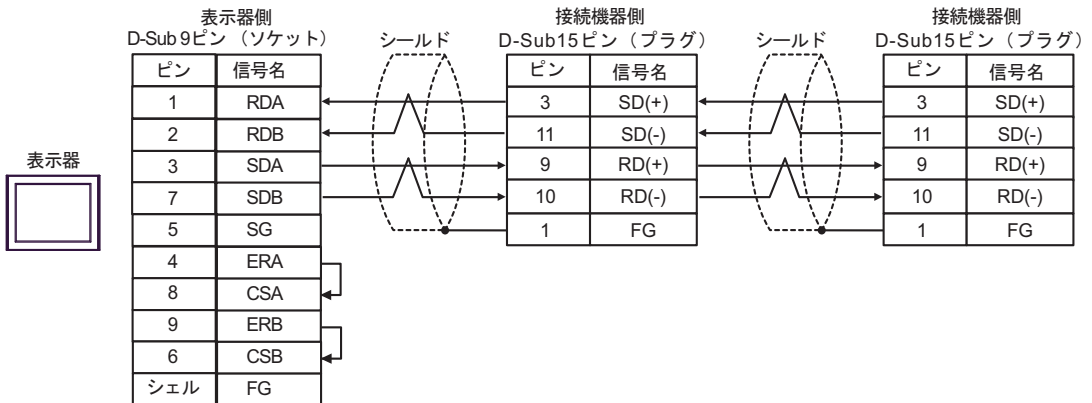 表示器
表示器側
D-Sub 9ピン （ソケット）
ピン 信号名
1 RDA
2 RDB
3 SDA
7 SDB
5 SG
4 ERA
8 CSA
9 ERB
6 CSB
シェル FG
シールド
接続機器側
D-Sub15ピン（プラグ）
ピン 信号名
3 SD(+)
11 SD(-)
9 RD(+)
10 RD(-)
1 FG
シールド
接続機器側
D-Sub15ピン（プラグ）
ピン 信号名
3 SD(+)
11 SD(-)
9 RD(+)
10 RD(-)
1 FG